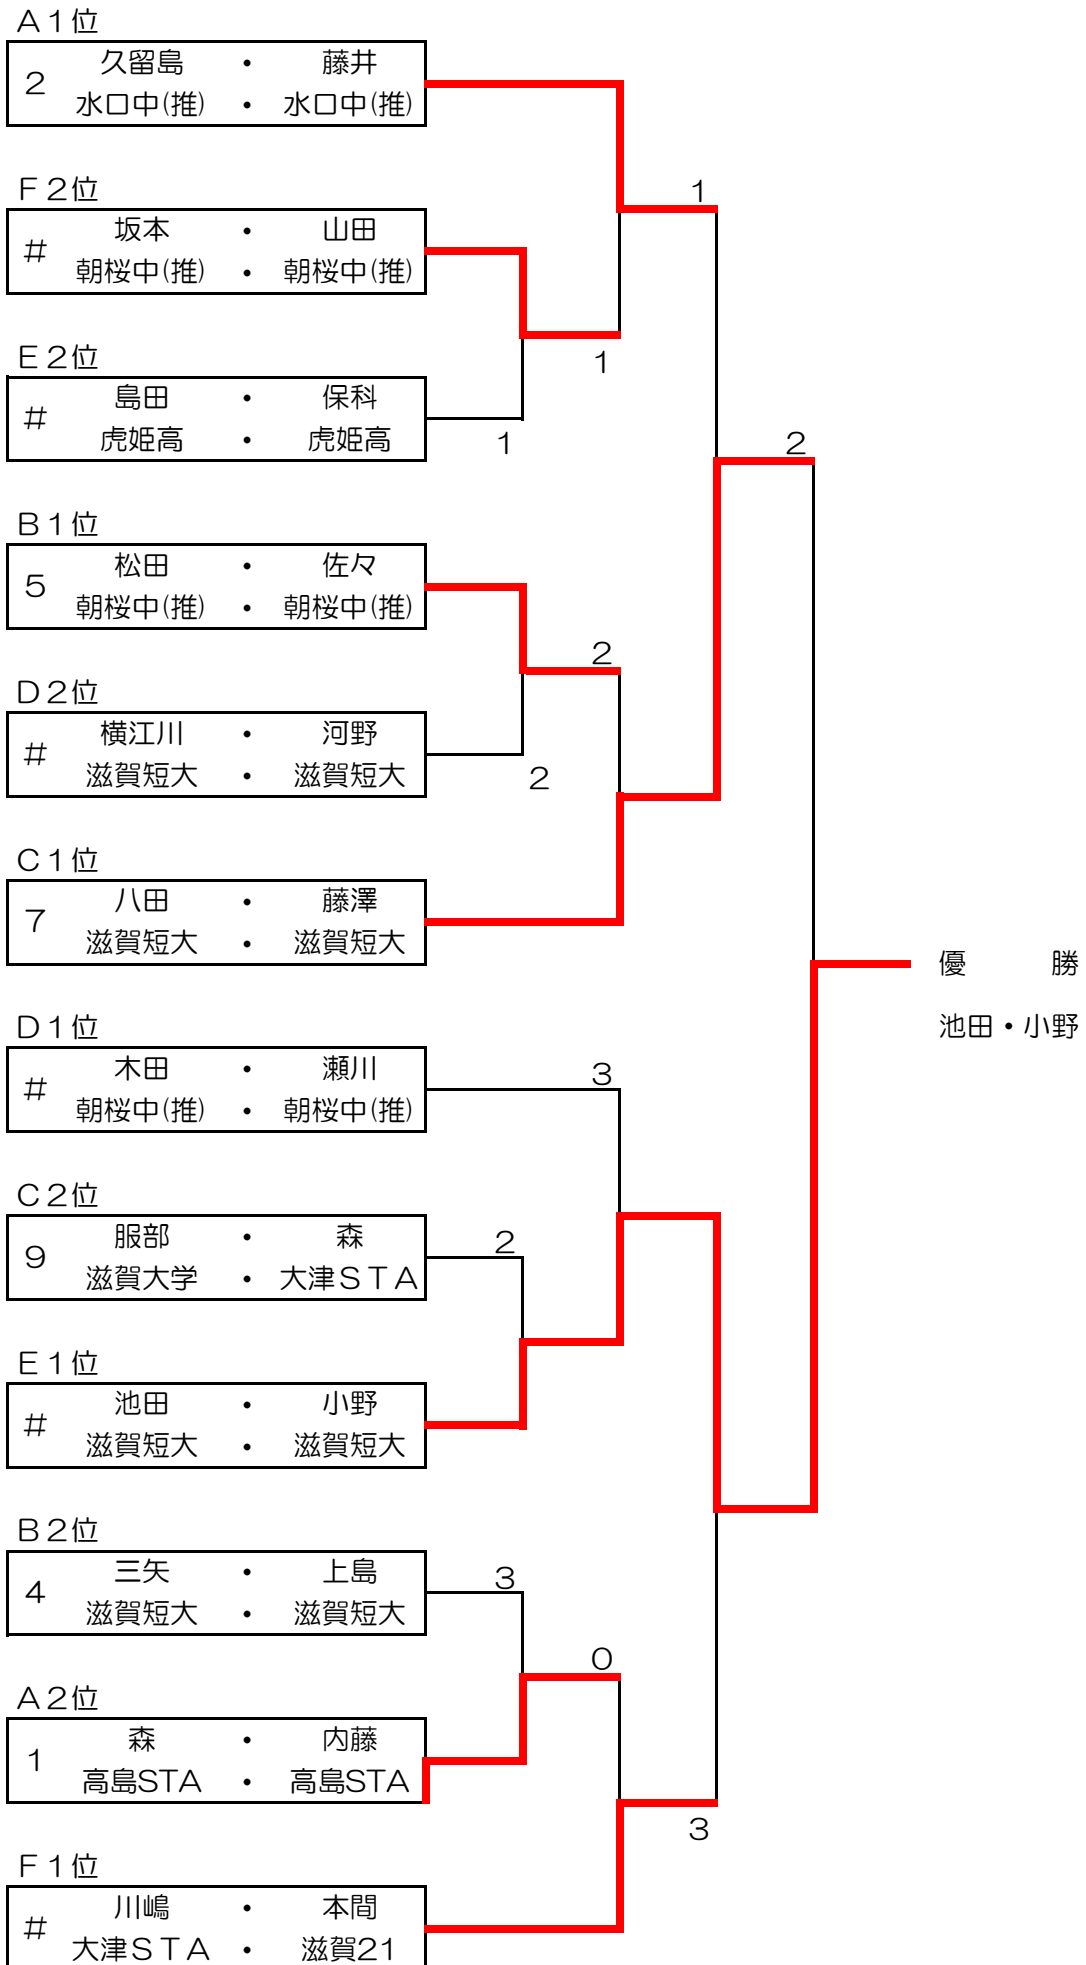 A1位
久留島 ・ 藤井
2
水口中(推) ・ 水口中(推)
F2位
1
坂本 ・ 山田
#
朝桜中(推) ・ 朝桜中(推)
E2位
1
島田 ・ 保科
#
虎姫高 ・ 虎姫高
1
2
B1位
松田 ・ 佐々
5
朝桜中(推) ・ 朝桜中(推)
2
D2位
横江川 ・ 河野
#
滋賀短大 ・ 滋賀短大
2
C1位
八田 ・ 藤澤
7
滋賀短大 ・ 滋賀短大
優 勝
池田・小野
D1位
木田 ・ 瀬川
3
#
朝桜中(推) ・ 朝桜中(推)
C2位
服部 ・ 森
2
9
滋賀大学 ・ 大津STA
E1位
池田 ・ 小野
#
滋賀短大 ・ 滋賀短大
B2位
三矢 ・ 上島
3
4
滋賀短大 ・ 滋賀短大
0
A2位
森 ・ 内藤
1
高島STA ・ 高島STA
3
F1位
川嶋 ・ 本間
#
大津STA ・ 滋賀21